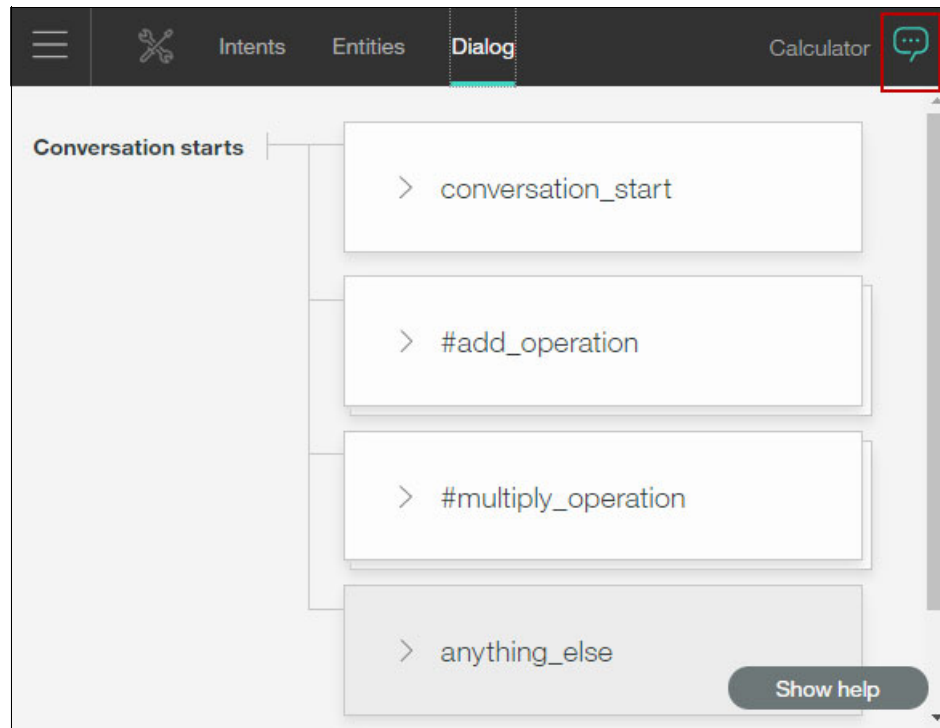 Intents Entities Dialog Calculator
Conversation starts
conversation_start
#add_operation
#multiply_operation
anything_else
Show help